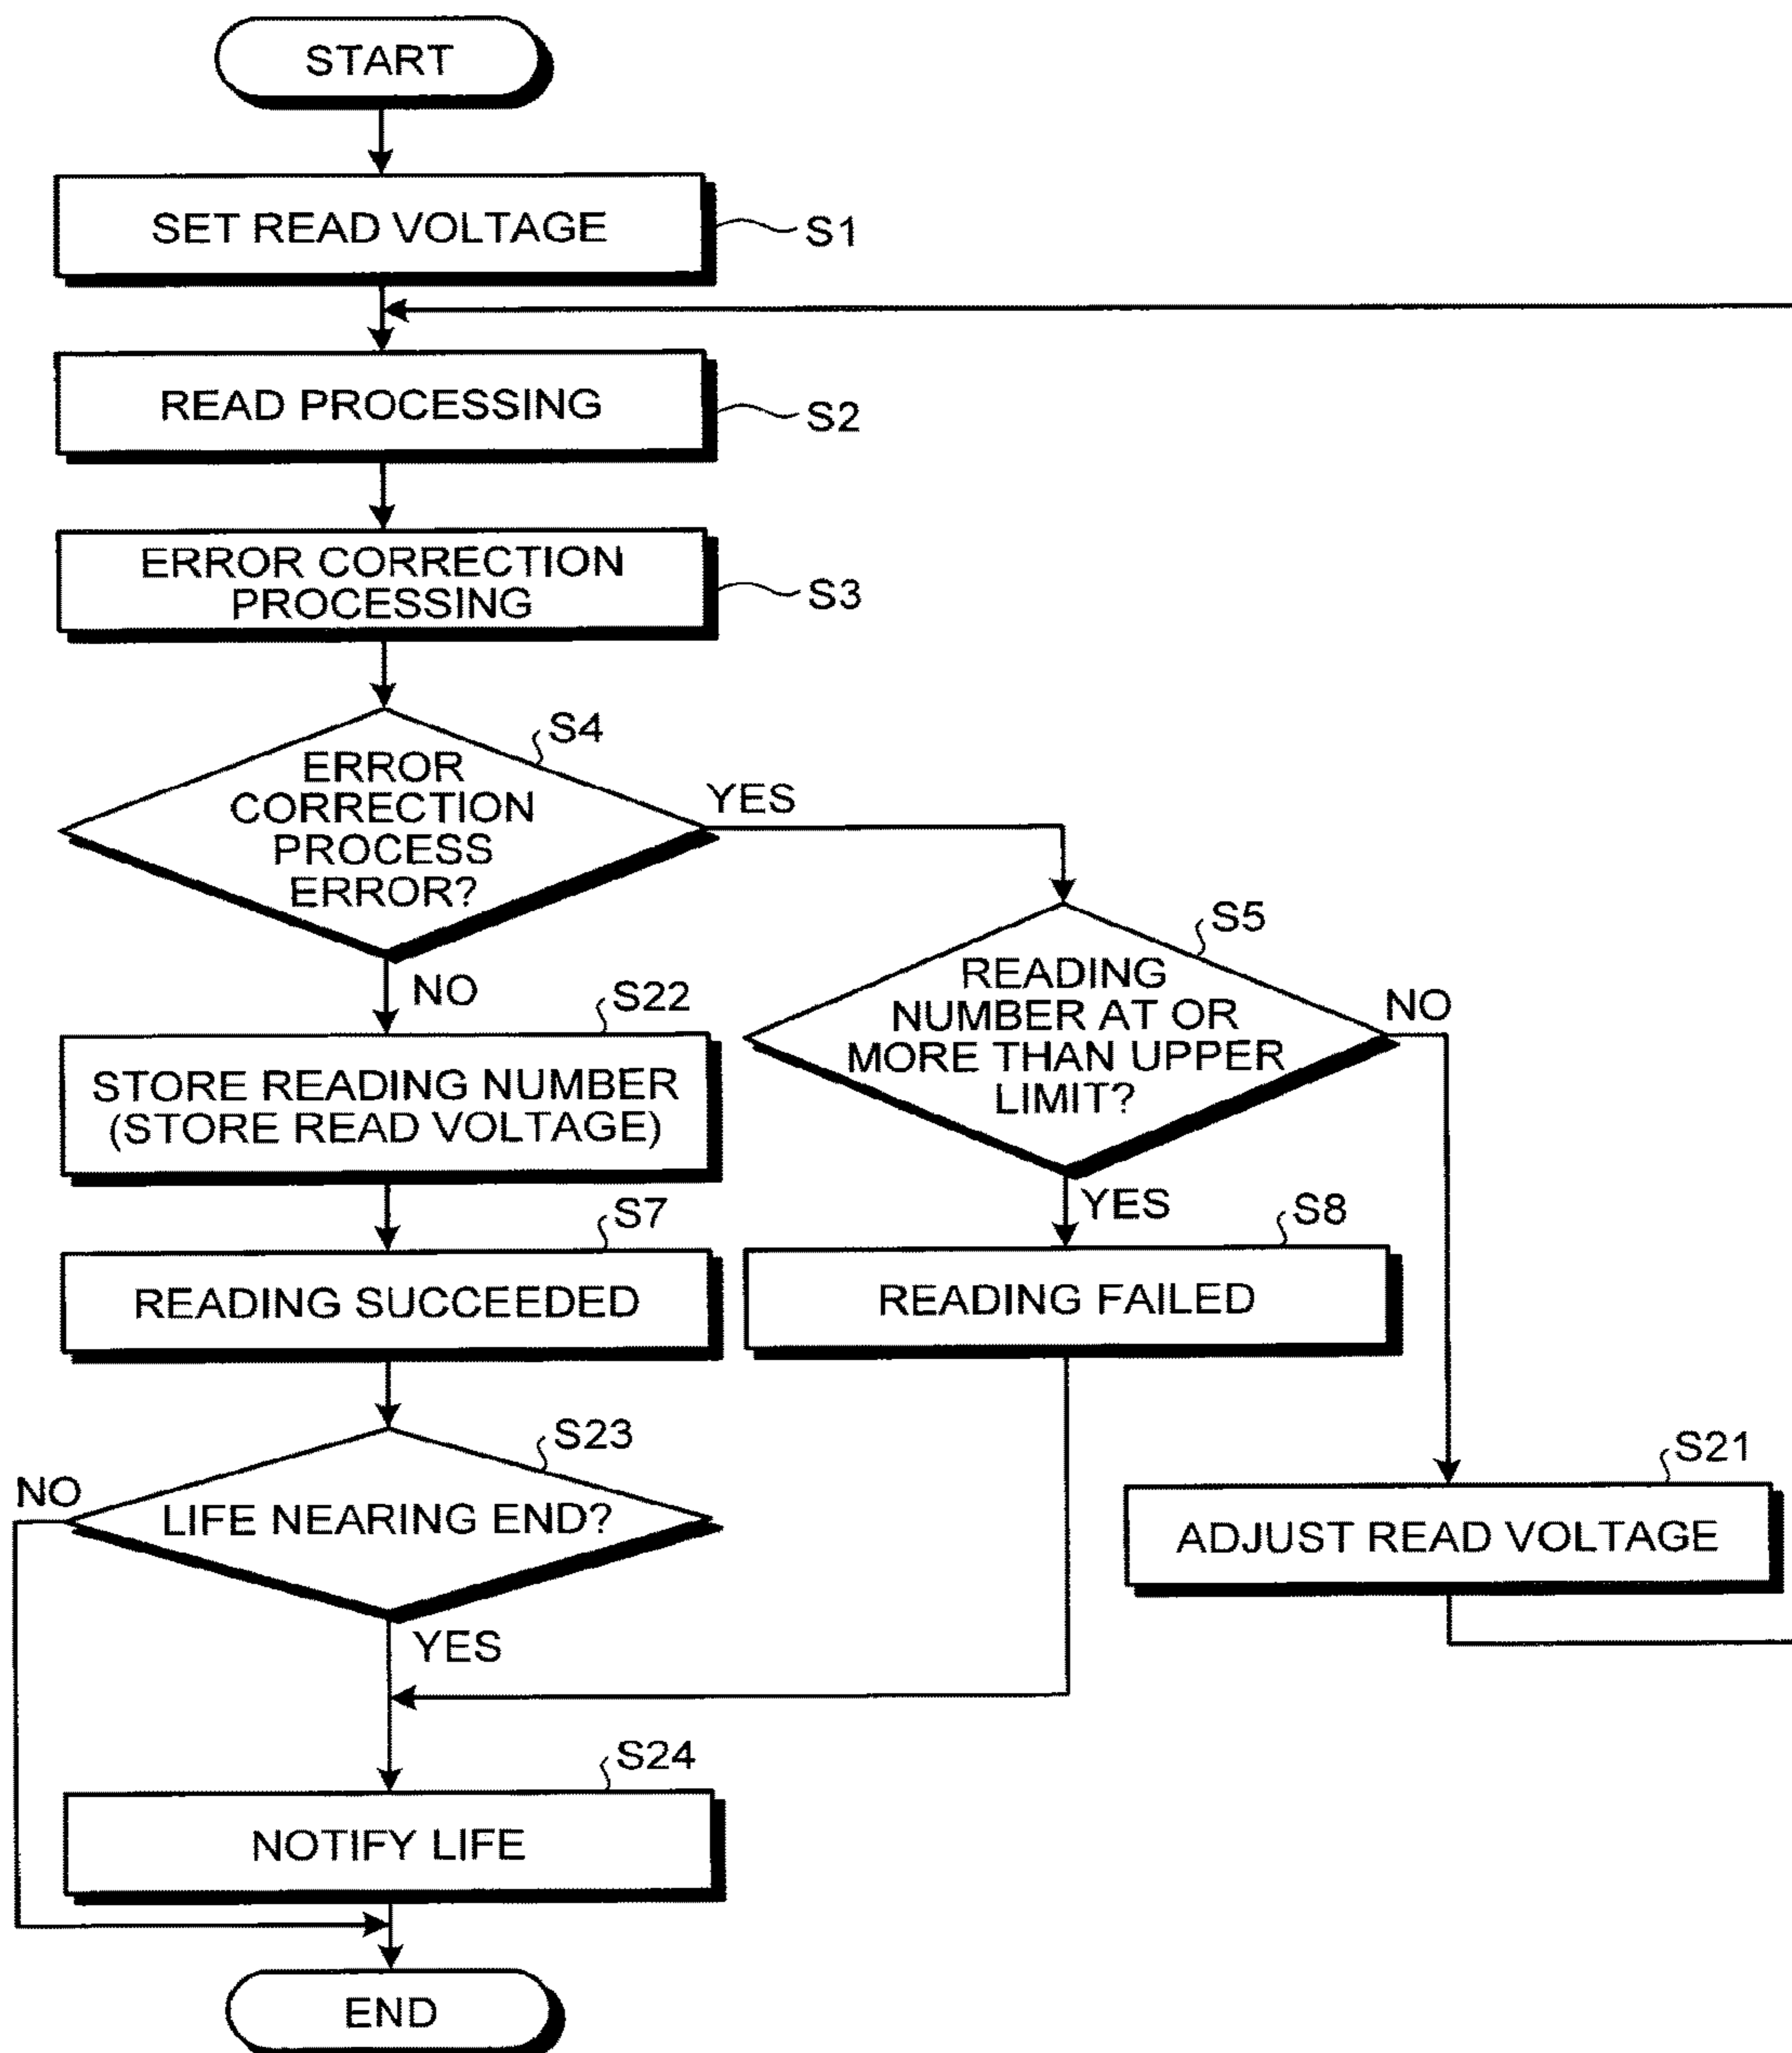 START
SET READ VOLTAGE
S1
READ PROCESSING
S2
ERROR CORRECTION
PROCESSING
S3
S4
ERROR
CORRECTION
PROCESS
ERROR?
YES
NO
S5
READING
NUMBER AT OR
MORE THAN UPPER
LIMIT?
NO
YES
S22
STORE READING NUMBER
(STORE READ VOLTAGE)
S7
READING SUCCEEDED
S8
READING FAILED
S23
LIFE NEARING END?
NO
YES
S21
ADJUST READ VOLTAGE
S24
NOTIFY LIFE
END